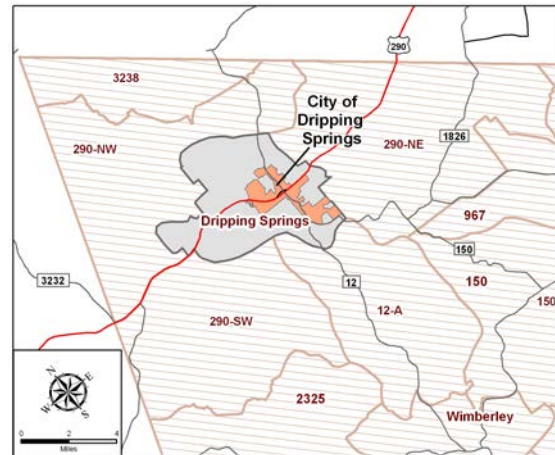 290
3238
City of
Dripping
Springs
1826
290-NW
290-NE
967
Dripping Springs
150
3232
12
150
150
12-A
290-SW
2325
Wimberley
N
E
W
S
0 2 4
Miles